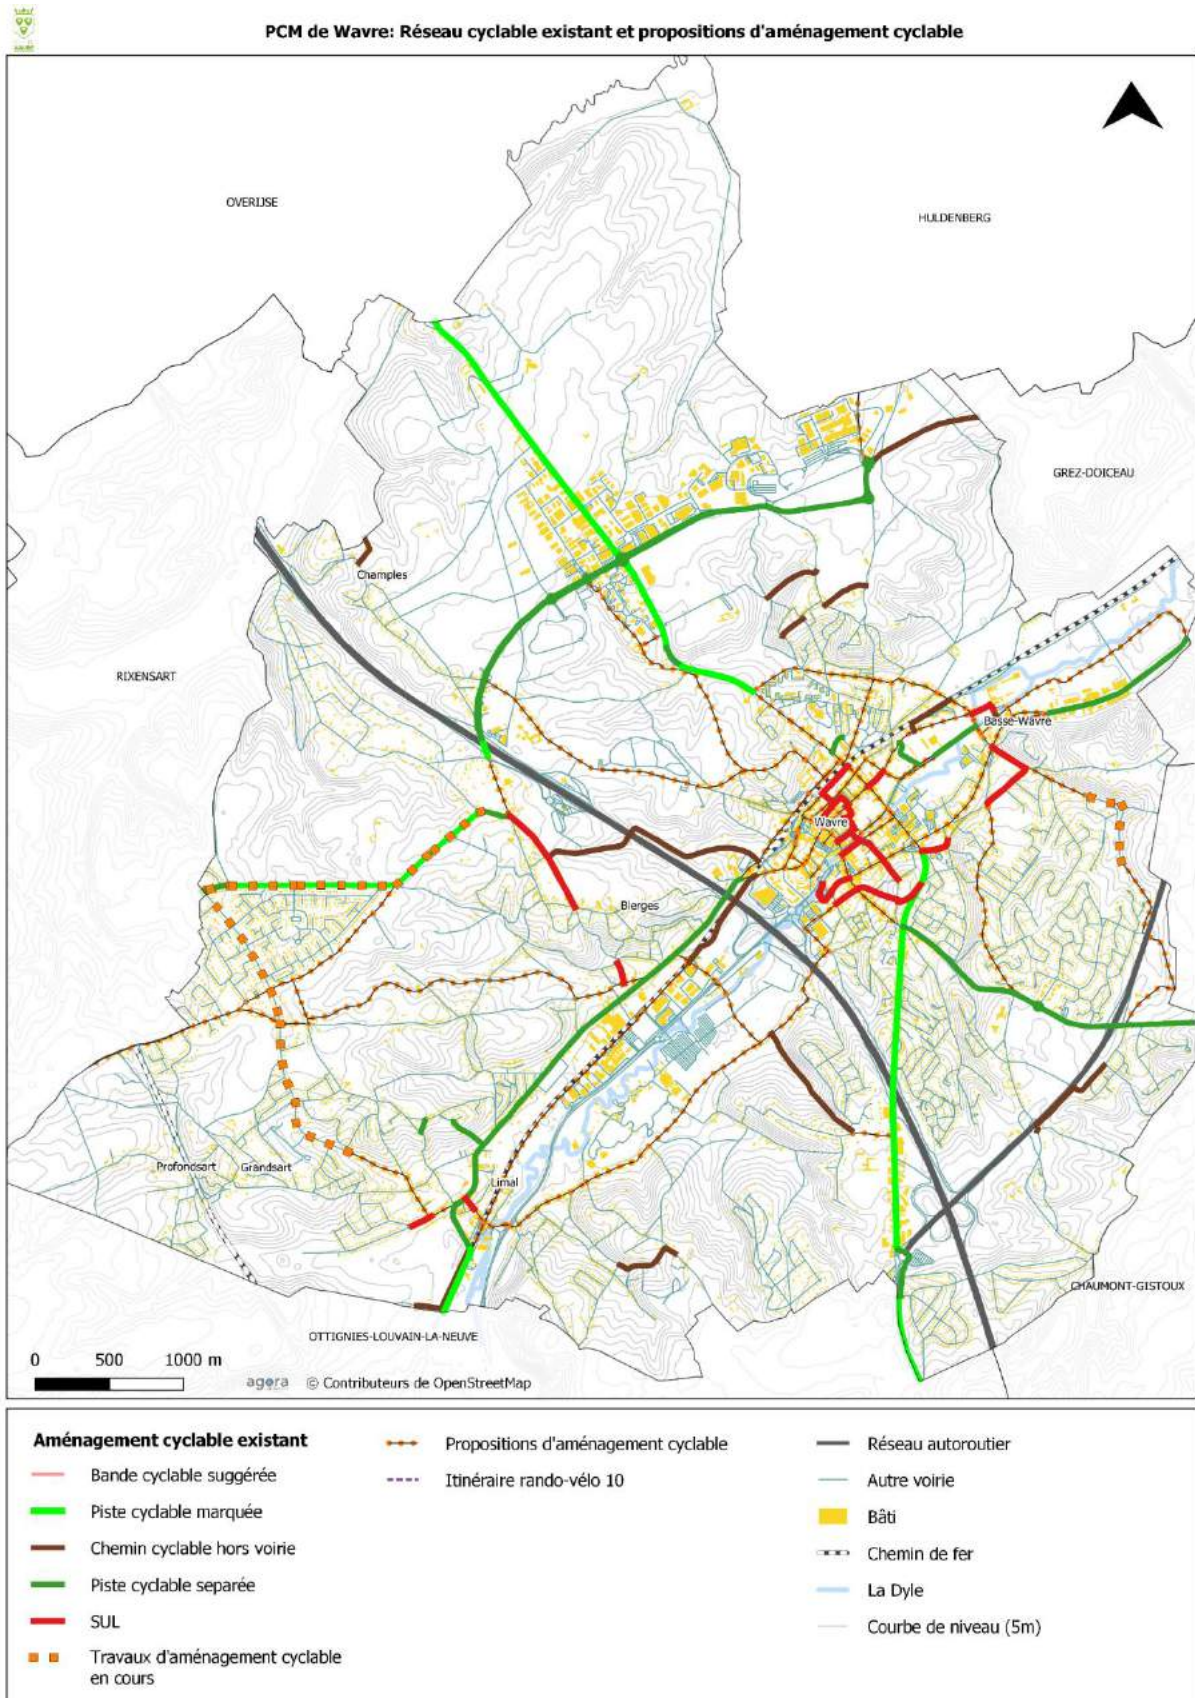 PCM de Wavre: Réseau cyclable existant et propositions d'aménagement cyclable
OVERIJSE
HULDENBERG
GREZ-DOICEAU
Champles
RIXENSART
Basse-Wavre
Wavre
Bierges
Profondsart
Grandsart
Limal
CHAUMONT-GISTOUX
OTTIGNIES-LOUVAIN-LA-NEUVE
0 500 1000 m
agora © Contributeurs de OpenStreetMap
Aménagement cyclable existant
Bande cyclable suggérée
Piste cyclable marquée
Chemin cyclable hors voirie
Piste cyclable separée
SUL
Travaux d'aménagement cyclable
en cours
Propositions d'aménagement cyclable
Itinéraire rando-vélo 10
Réseau autoroutier
Autre voirie
Bâti
Chemin de fer
La Dyle
Courbe de niveau (5m)